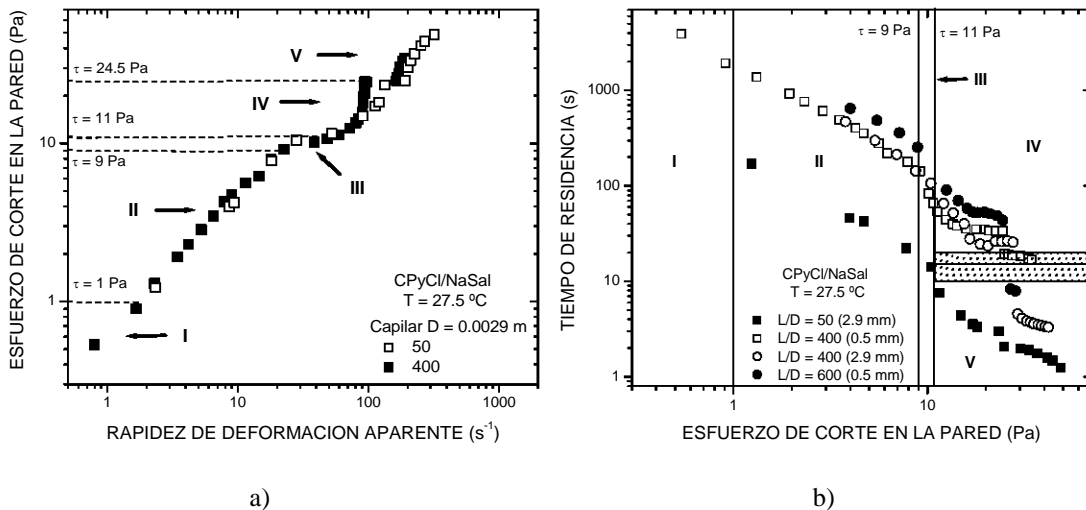 ESFUERZO DE CORTE EN LA PARED (Pa)
10
1
V
τ = 24.5 Pa
IV
τ = 11 Pa
τ = 9 Pa
III
II
τ = 1 Pa
I
CPyCl/NaSal
T = 27.5 ºC
Capilar D = 0.0029 m
50
400
1 10 100 1000
RAPIDEZ DE DEFORMACION APARENTE (s⁻¹)
a)
TIEMPO DE RESIDENCIA (s)
1000
100
10
1
τ = 9 Pa
τ = 11 Pa
III
I
II
IV
CPyCl/NaSal
T = 27.5 ºC
L/D = 50 (2.9 mm)
L/D = 400 (0.5 mm)
L/D = 400 (2.9 mm)
L/D = 600 (0.5 mm)
V
1 10
ESFUERZO DE CORTE EN LA PARED (Pa)
b)